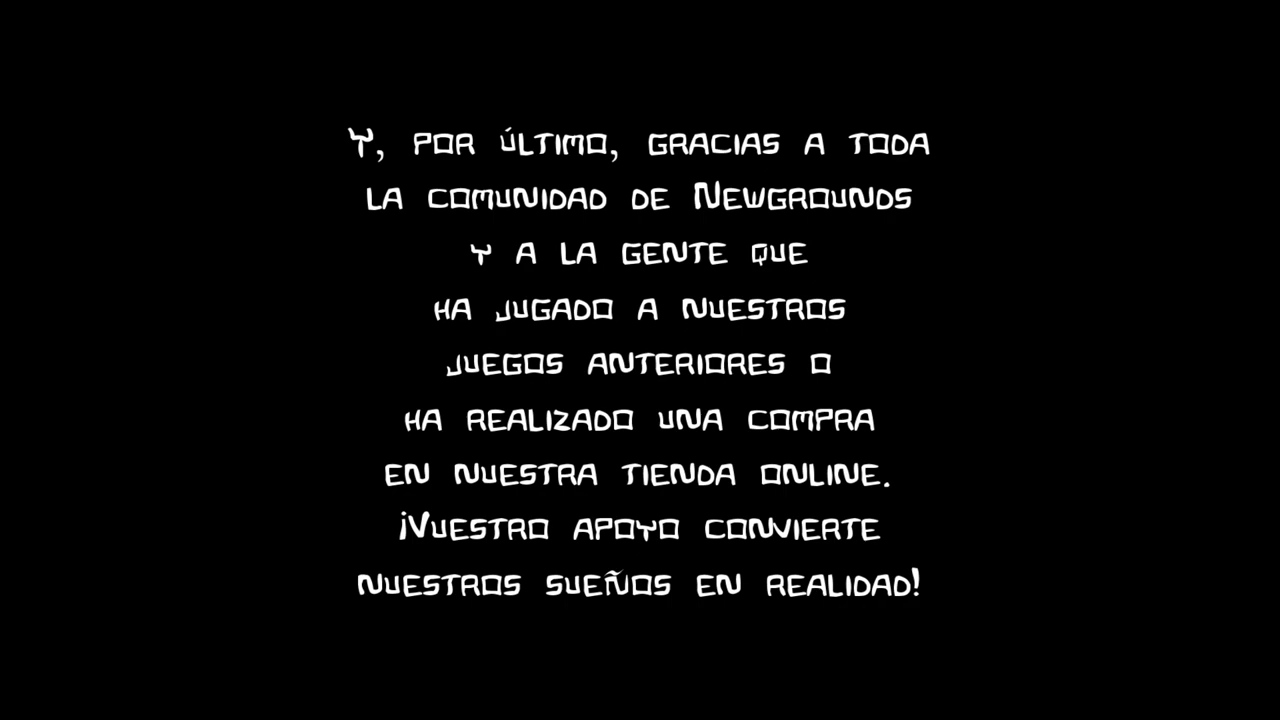 Y, por último, gracias a toda
la comunidad de Newgrounds
y a la gente que
ha jugado a nuestros
juegos anteriores o
ha realizado una compra
en nuestra tienda online.
¡Vuestro apoyo convierte
nuestros sueños en realidad!